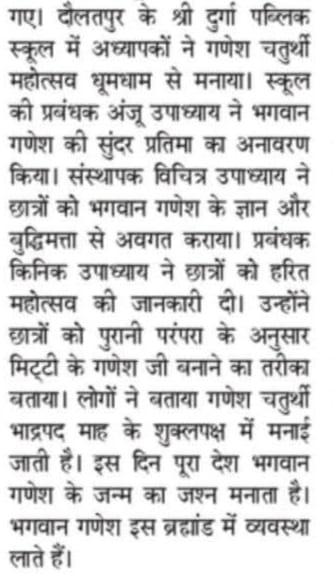 गए। दौलतपुर के श्री दुर्गा पब्लिक
स्कूल में अध्यापकों ने गणेश चतुर्थी
महोत्सव धूमधाम से मनाया। स्कूल
की प्रबंधक अंजू उपाध्याय ने भगवान
गणेश की सुंदर प्रतिमा का अनावरण
किया। संस्थापक विचित्र उपाध्याय ने
छात्रों को भगवान गणेश के ज्ञान और
बुद्धिमत्ता से अवगत कराया। प्रबंधक
किनिक उपाध्याय ने छात्रों को हरित
महोत्सव की जानकारी दी। उन्होंने
छात्रों को पुरानी परंपरा के अनुसार
मिट्टी के गणेश जी बनाने का तरीका
बताया। लोगों ने बताया गणेश चतुर्थी
भाद्रपद माह के शुक्लपक्ष में मनाई
जाती है। इस दिन पूरा देश भगवान
गणेश के जन्म का जश्न मनाता है।
भगवान गणेश इस ब्रह्मांड में व्यवस्था
लाते हैं।